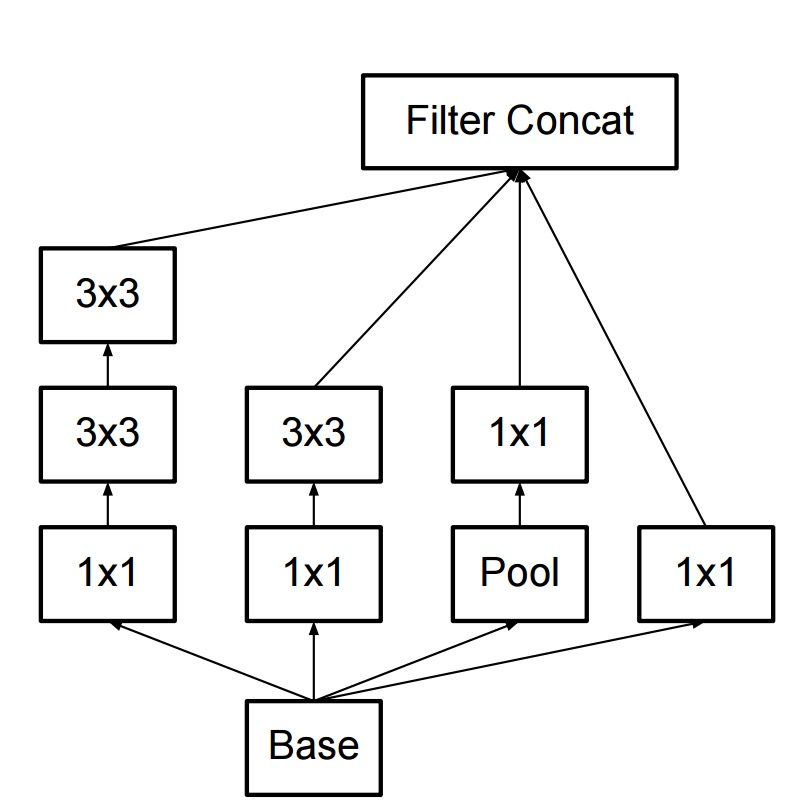 Filter Concat
3x3
3x3
3x3
1x1
1x1
1x1
Pool
1x1
Base